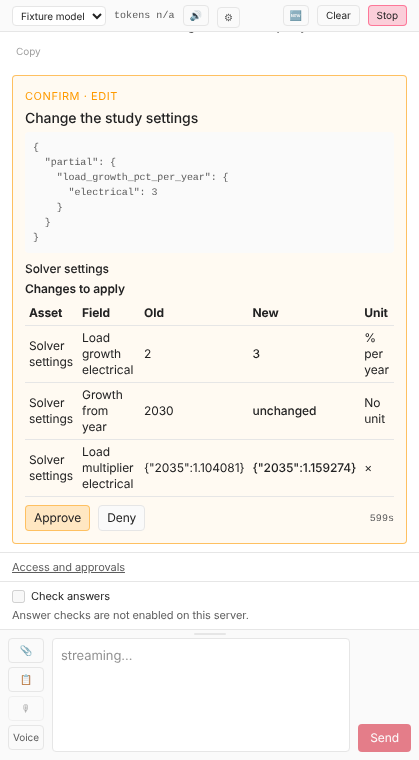 Fixture model
tokens n/a
🔊
⚙
🆕
Clear
Stop
Copy
CONFIRM · EDIT
Change the study settings
{
"partial": {
"load_growth_pct_per_year": {
"electrical": 3
}
}
}
Solver settings
Changes to apply
Asset Field Old New Unit
Solver settings
Load growth electrical
2
3
% per year
Solver settings
Growth from year
2030
unchanged
No unit
Solver settings
Load multiplier electrical
{"2035":1.104081}
{"2035":1.159274}
×
Approve
Deny
599s
Access and approvals
Check answers
Answer checks are not enabled on this server.
streaming...
Voice
Send